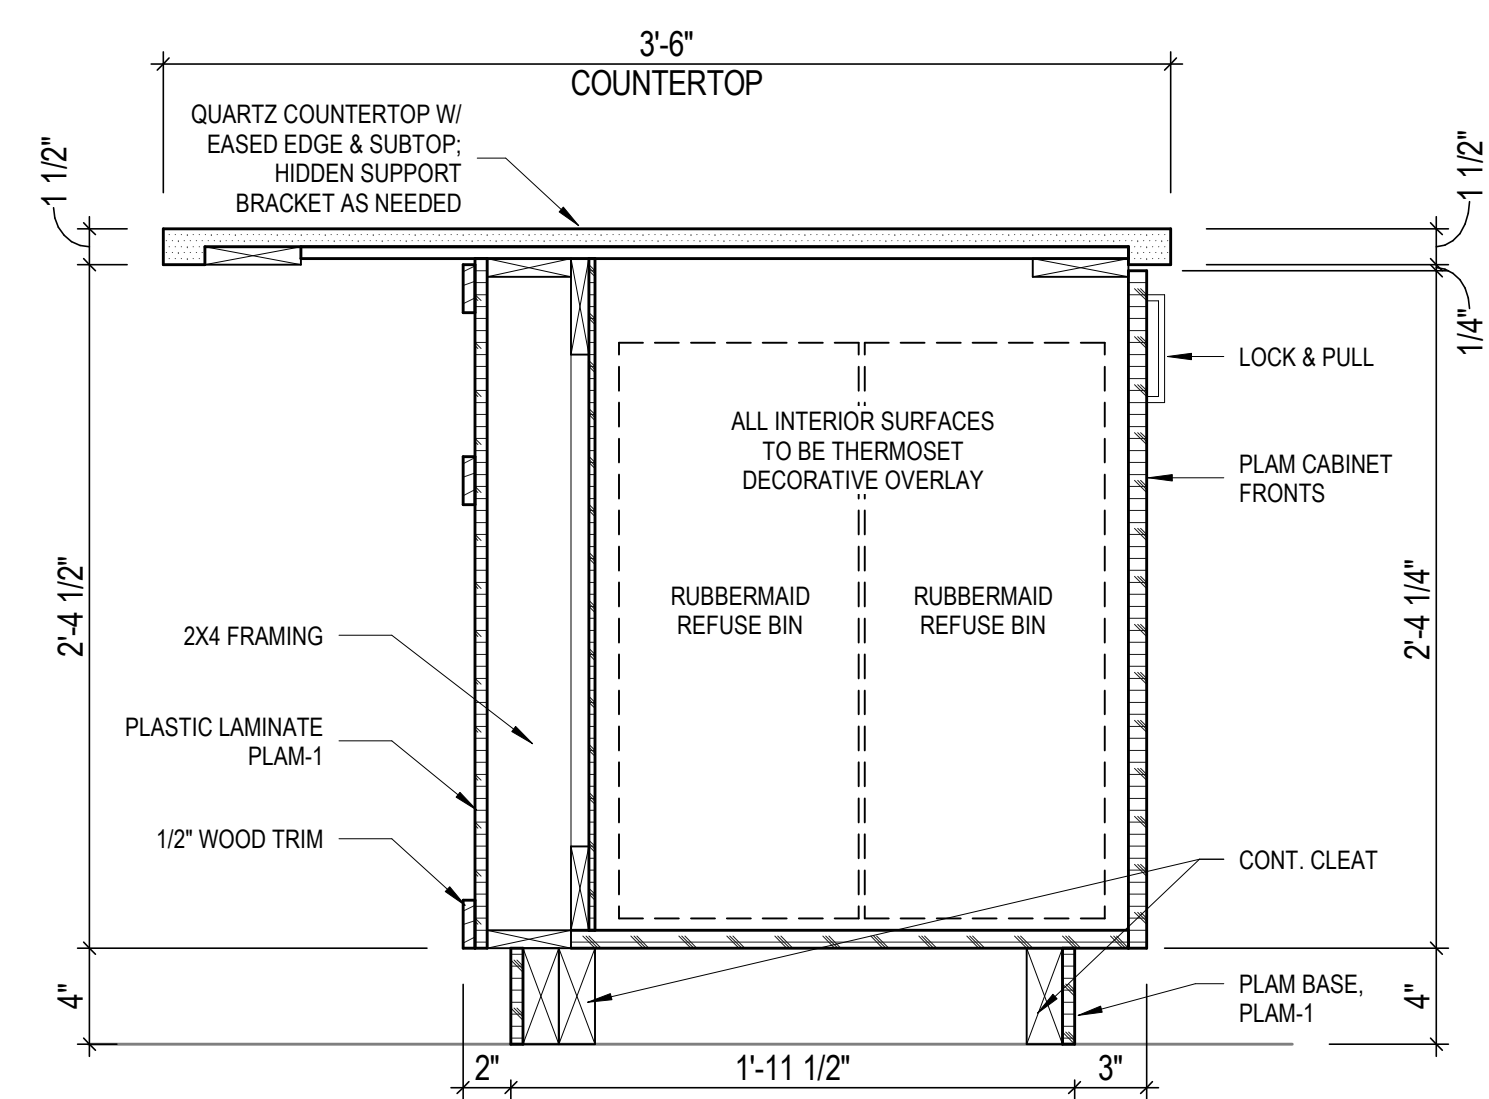 3'-6"
COUNTERTOP
QUARTZ COUNTERTOP W/
EASED EDGE & SUBTOP;
HIDDEN SUPPORT
BRACKET AS NEEDED
1 1/2"
1 1/2"
1/4"
LOCK & PULL
ALL INTERIOR SURFACES
TO BE THERMOSET
DECORATIVE OVERLAY
PLAM CABINET
FRONTS
2'-4 1/2"
RUBBERMAID
REFUSE BIN
RUBBERMAID
REFUSE BIN
2'-4 1/4"
2X4 FRAMING
PLASTIC LAMINATE
PLAM-1
1/2" WOOD TRIM
CONT. CLEAT
4"
PLAM BASE,
PLAM-1
4"
2"
1'-11 1/2"
3"